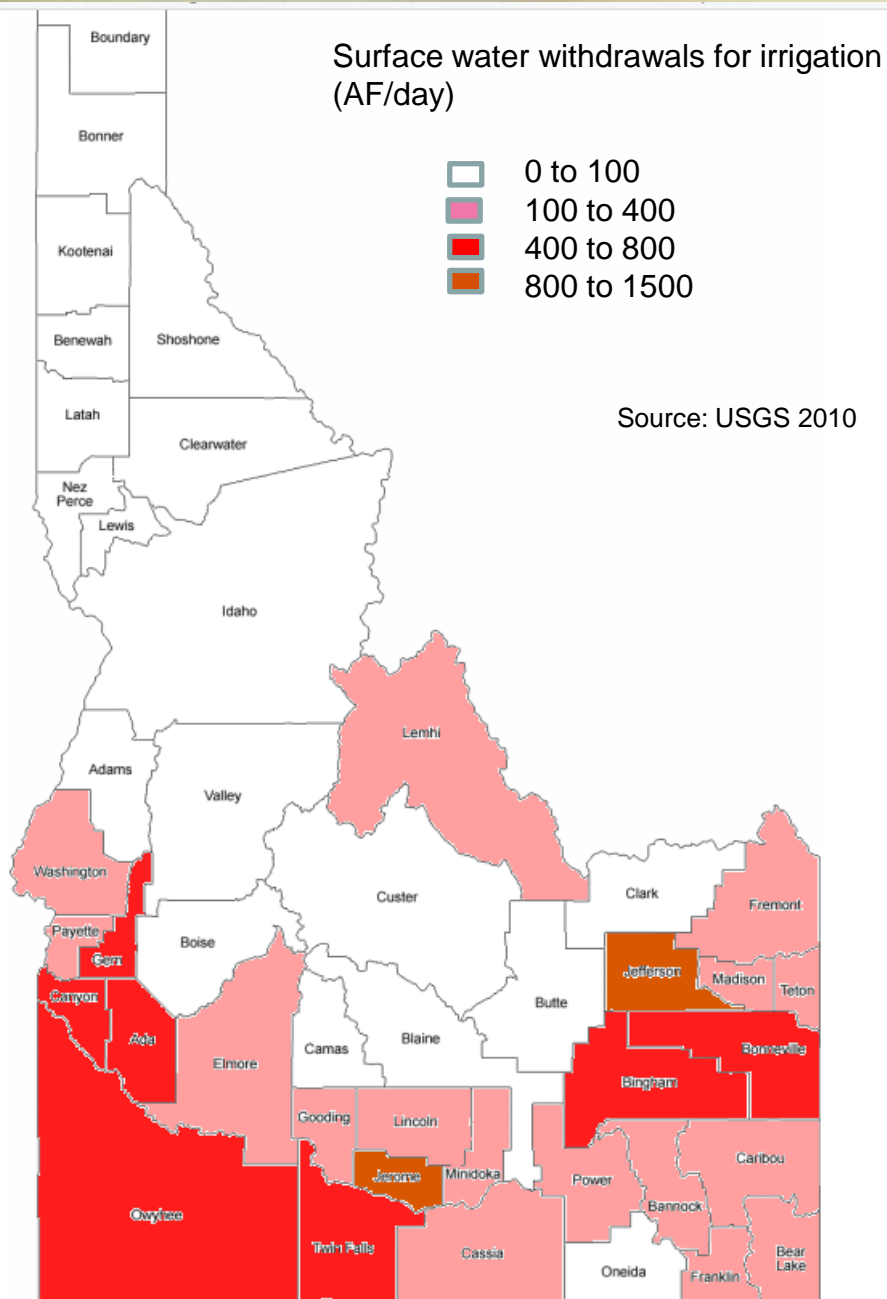 Boundary
Surface water withdrawals for irrigation
(AF/day)
Bonner
0 to 100
100 to 400
400 to 800
800 to 1500
Kootenai
Benewah
Shoshone
Latah
Source: USGS 2010
Clearwater
Nez
Perce
Lewis
Idaho
Lemhi
Adams
Valley
Washington
Custer
Clark
Fremont
Payette
Boise
Gem
Jefferson
Madison
Teton
Canyon
Butte
Ada
Blaine
Camas
Bonneville
Elmore
Bingham
Gooding
Lincoln
Caribou
Jerome
Minidoka
Power
Bannock
Owyhee
Twin Falls
Cassia
Bear
Lake
Oneida
Franklin